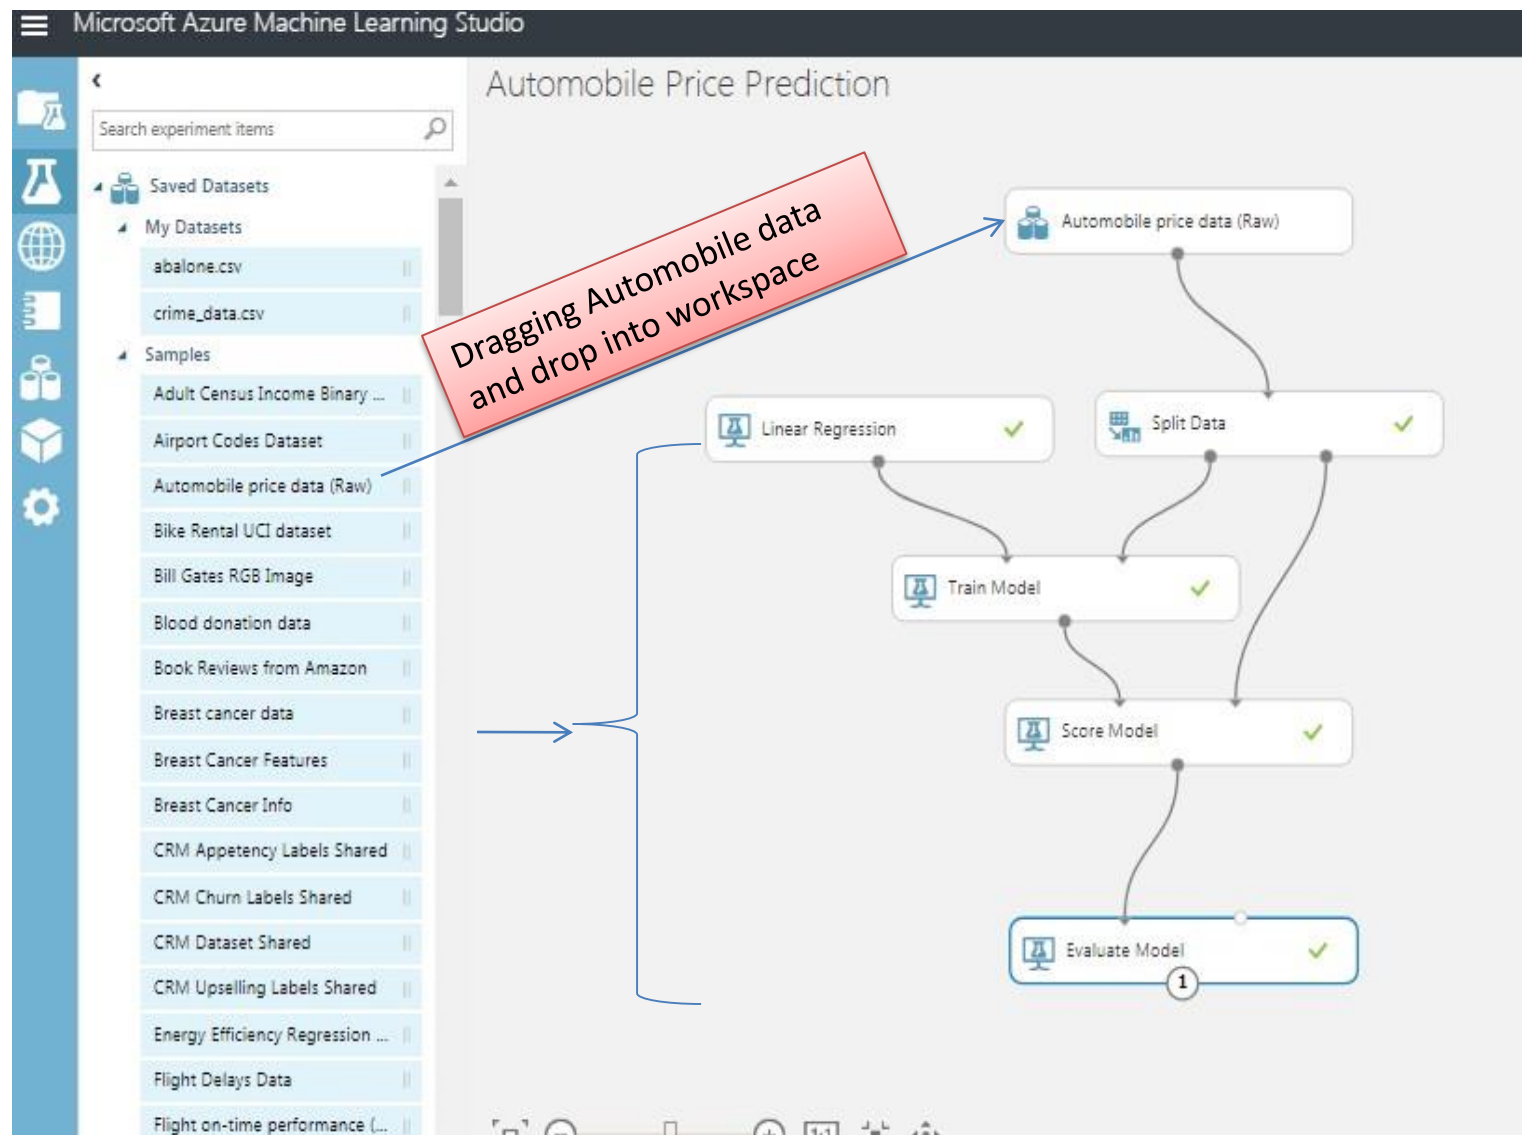 Microsoft Azure Machine Learning Studio
Automobile Price Prediction
Search experiment items
Saved Datasets
My Datasets
abalone.csv
crime_data.csv
Samples
Adult Census Income Binary ...
Airport Codes Dataset
Automobile price data (Raw)
Bike Rental UCI dataset
Bill Gates RGB Image
Blood donation data
Book Reviews from Amazon
Breast cancer data
Breast Cancer Features
Breast Cancer Info
CRM Appetency Labels Shared
CRM Churn Labels Shared
CRM Dataset Shared
CRM Upselling Labels Shared
Energy Efficiency Regression ...
Flight Delays Data
Flight on-time performance (...
Dragging Automobile data
and drop into workspace
Automobile price data (Raw)
Linear Regression
Split Data
Train Model
Score Model
Evaluate Model
1
1:1